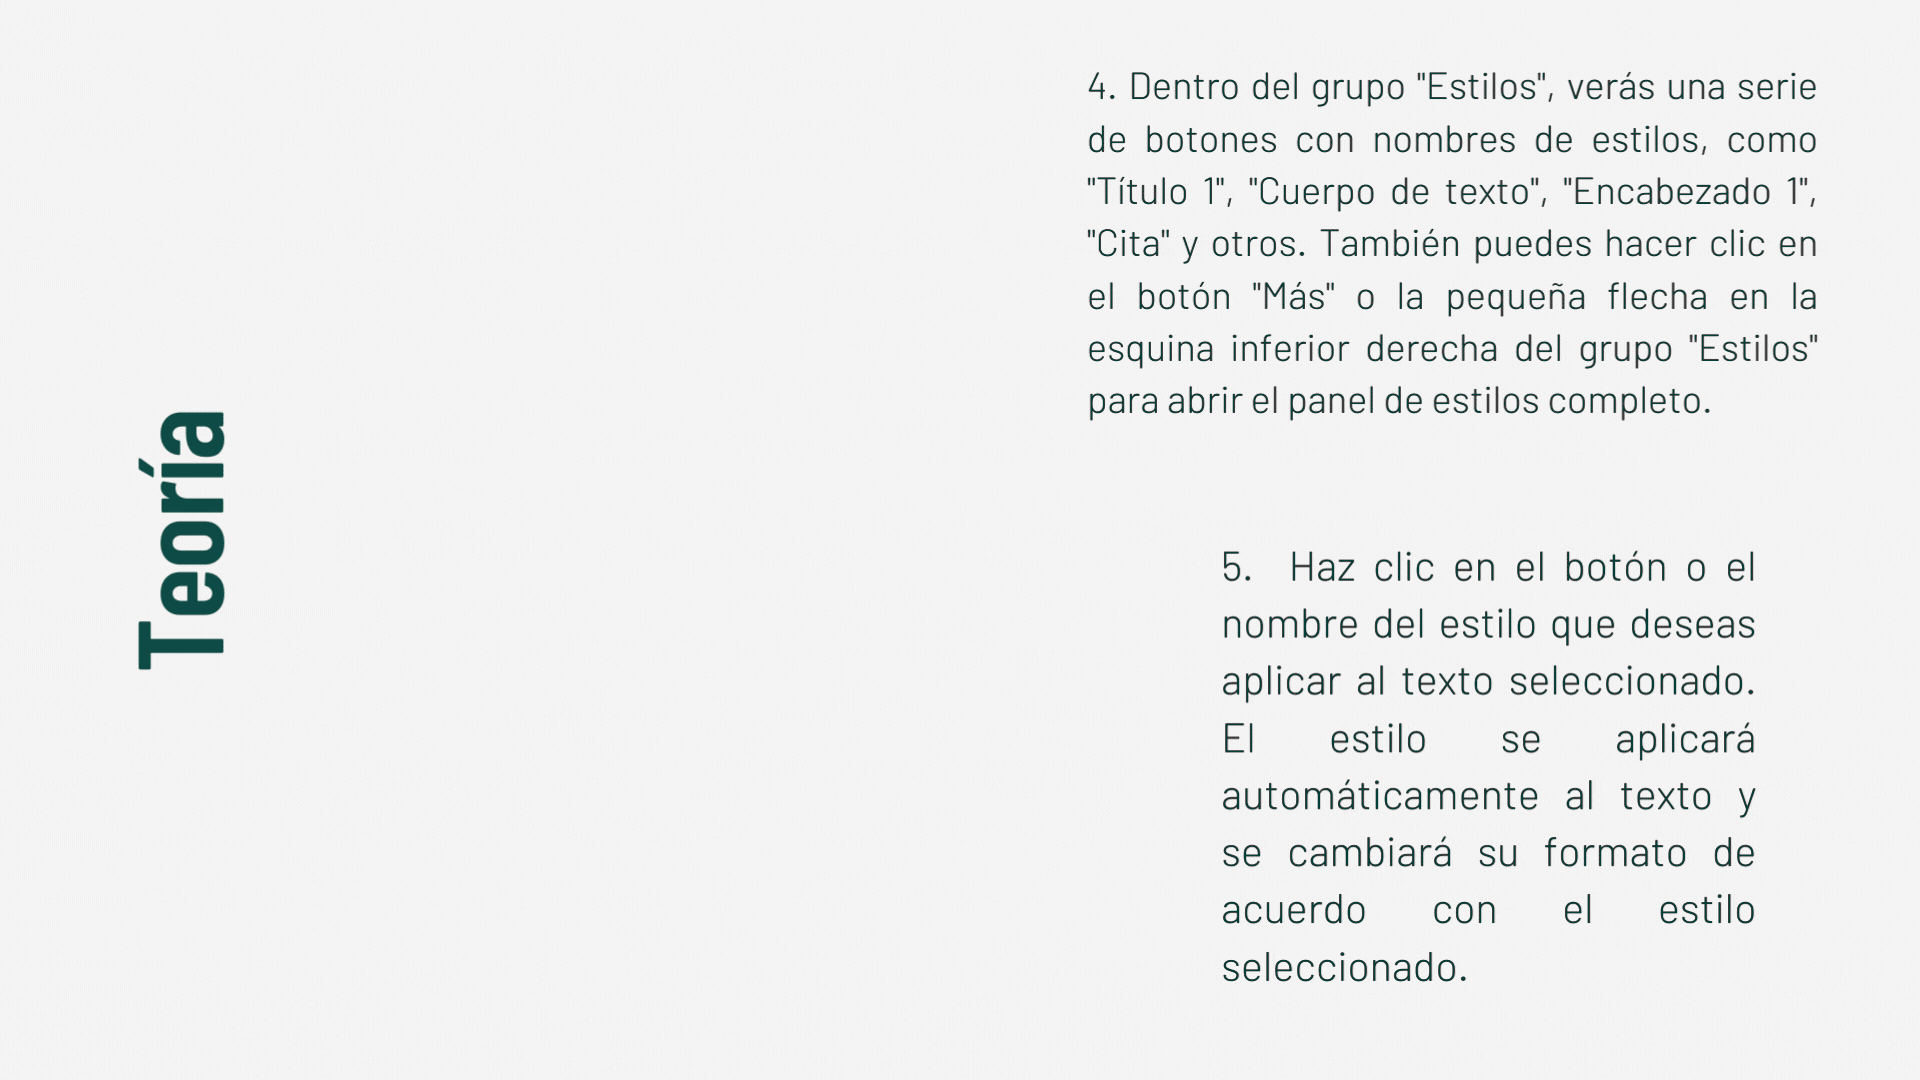 Teoría
4. Dentro del grupo "Estilos", verás una serie
de botones con nombres de estilos, como
"Título 1", "Cuerpo de texto", "Encabezado 1",
"Cita" y otros. También puedes hacer clic en
el botón "Más" o la pequeña flecha en la
esquina inferior derecha del grupo "Estilos"
para abrir el panel de estilos completo.
5. Haz clic en el botón o el
nombre del estilo que deseas
aplicar al texto seleccionado.
El estilo se aplicará
automáticamente al texto y
se cambiará su formato de
acuerdo con el estilo
seleccionado.